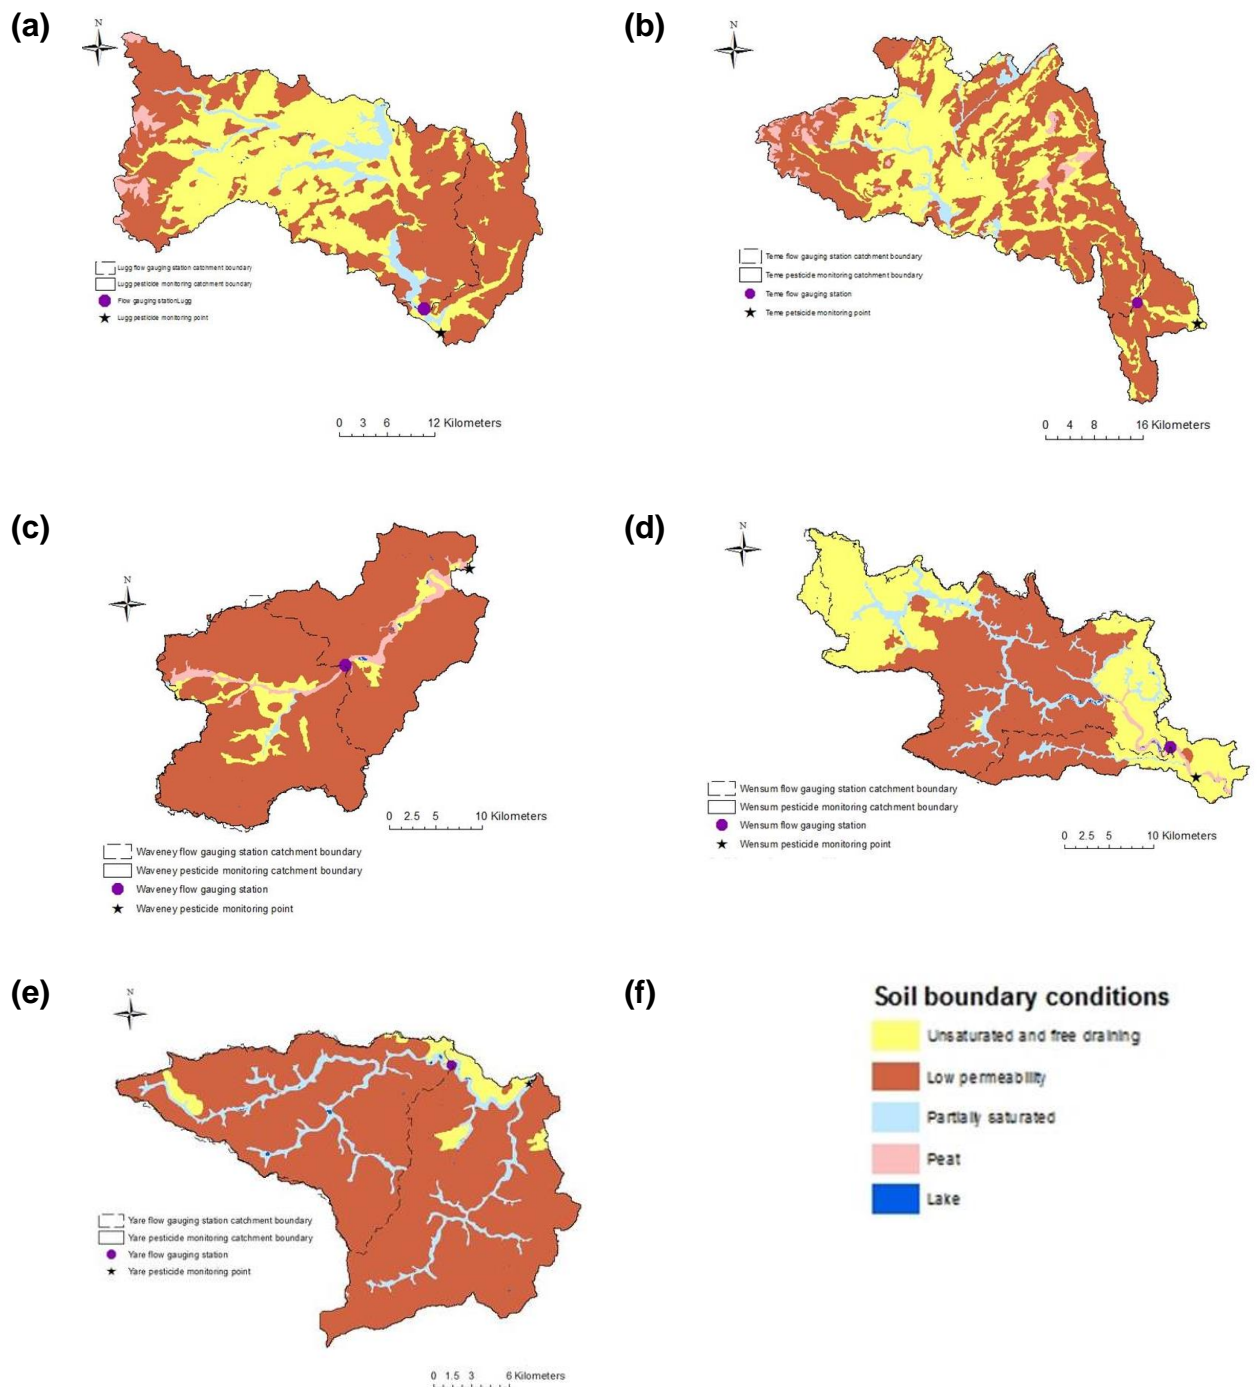 (a)
N
Lugg flow gauging station catchment boundary
Lugg pesticide monitoring catchment boundary
Flow gauging stationLugg
Lugg pesticide monitoring point
0 3 6 12 Kilometers
(b)
N
Teme flow gauging station catchment boundary
Teme pesticide monitoring catchment boundary
Teme flow gauging station
Teme petsicide monitoring point
0 4 8 16 Kilometers
(c)
N
0 2.5 5 10 Kilometers
Waveney flow gauging station catchment boundary
Waveney pesticide monitoring catchment boundary
Waveney flow gauging station
Waveney pesticide monitoring point
(d)
N
Wensum flow gauging station catchment boundary
Wensum pesticide monitoring catchment boundary
Wensum flow gauging station
Wensum pesticide monitoring point
0 2.5 5 10 Kilometers
(e)
N
Yare flow gauging station catchment boundary
Yare pesticide monitoring catchment boundary
Yare flow gauging station
Yare pesticide monitoring point
0 1.5 3 6 Kilometers
(f)
Soil boundary conditions
Unsaturated and free draining
Low permeability
Partially saturated
Peat
Lake